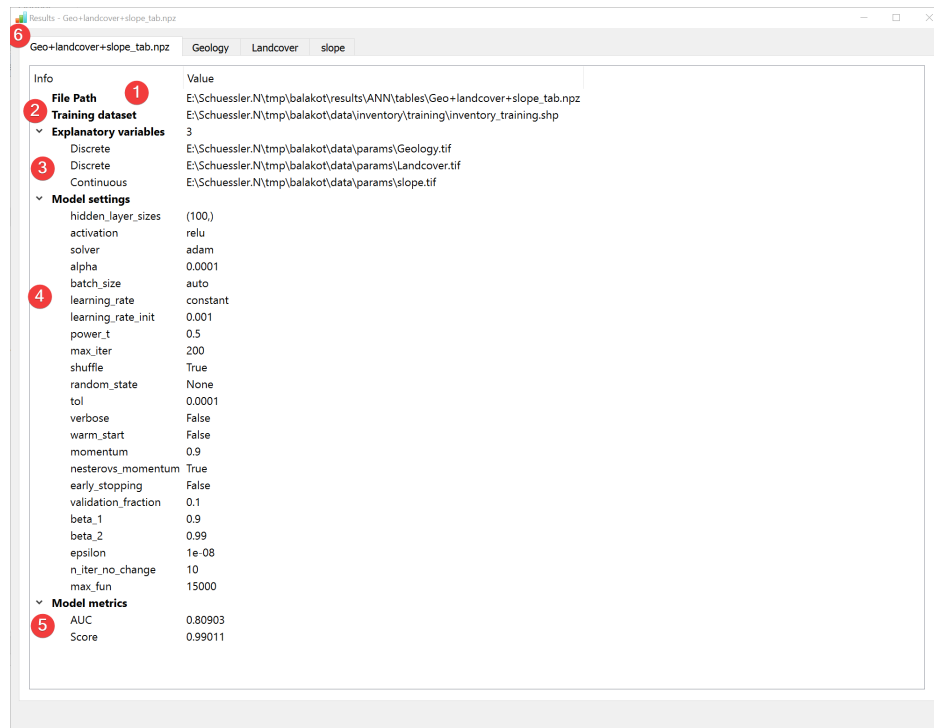 Results - Geo+landcover+slope_tab.npz
6
Geo+landcover+slope_tab.npz Geology Landcover slope
Info Value
1
File Path E:\Schuessler.N\tmp\balakot\results\ANN\tables\Geo+landcover+slope_tab.npz
2
Training dataset E:\Schuessler.N\tmp\balakot\data\inventory\training\inventory_training.shp
Explanatory variables 3
Discrete E:\Schuessler.N\tmp\balakot\data\params\Geology.tif
3
Discrete E:\Schuessler.N\tmp\balakot\data\params\Landcover.tif
Continuous E:\Schuessler.N\tmp\balakot\data\params\slope.tif
Model settings
hidden_layer_sizes (100,)
activation relu
solver adam
alpha 0.0001
batch_size auto
4
learning_rate constant
learning_rate_init 0.001
power_t 0.5
max_iter 200
shuffle True
random_state None
tol 0.0001
verbose False
warm_start False
momentum 0.9
nesterovs_momentum True
early_stopping False
validation_fraction 0.1
beta_1 0.9
beta_2 0.99
epsilon 1e-08
n_iter_no_change 10
max_fun 15000
Model metrics
AUC 0.80903
5
Score 0.99011